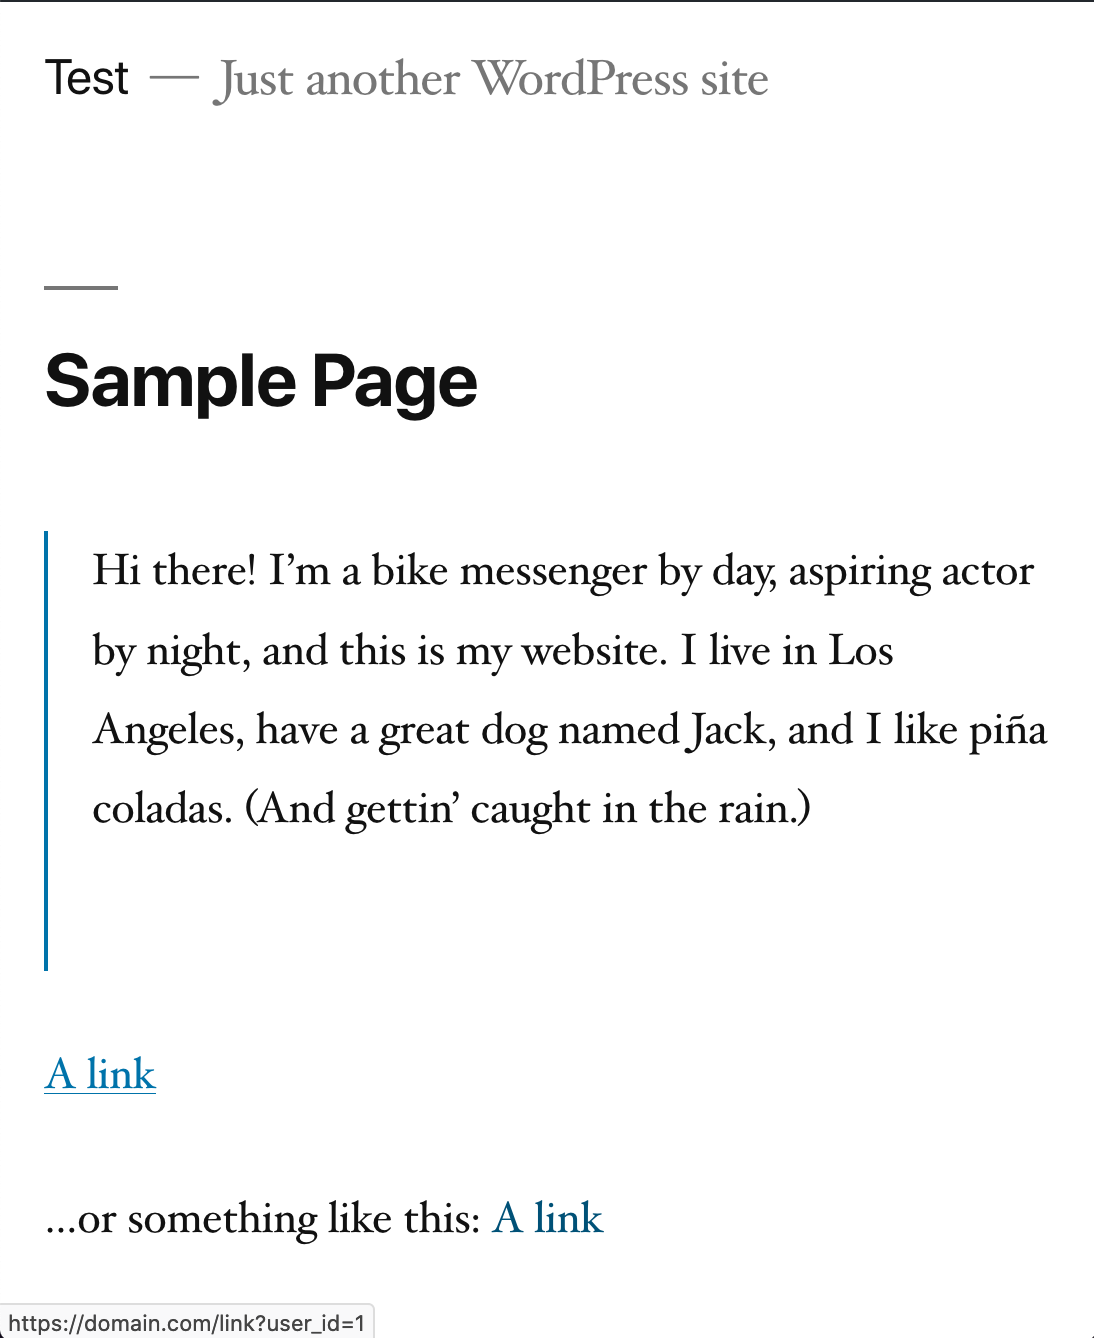 Test — Just another WordPress site
Sample Page
Hi there! I’m a bike messenger by day, aspiring actor
by night, and this is my website. I live in Los
Angeles, have a great dog named Jack, and I like piña
coladas. (And gettin’ caught in the rain.)
A link
…or something like this: A link
https://domain.com/link?user_id=1